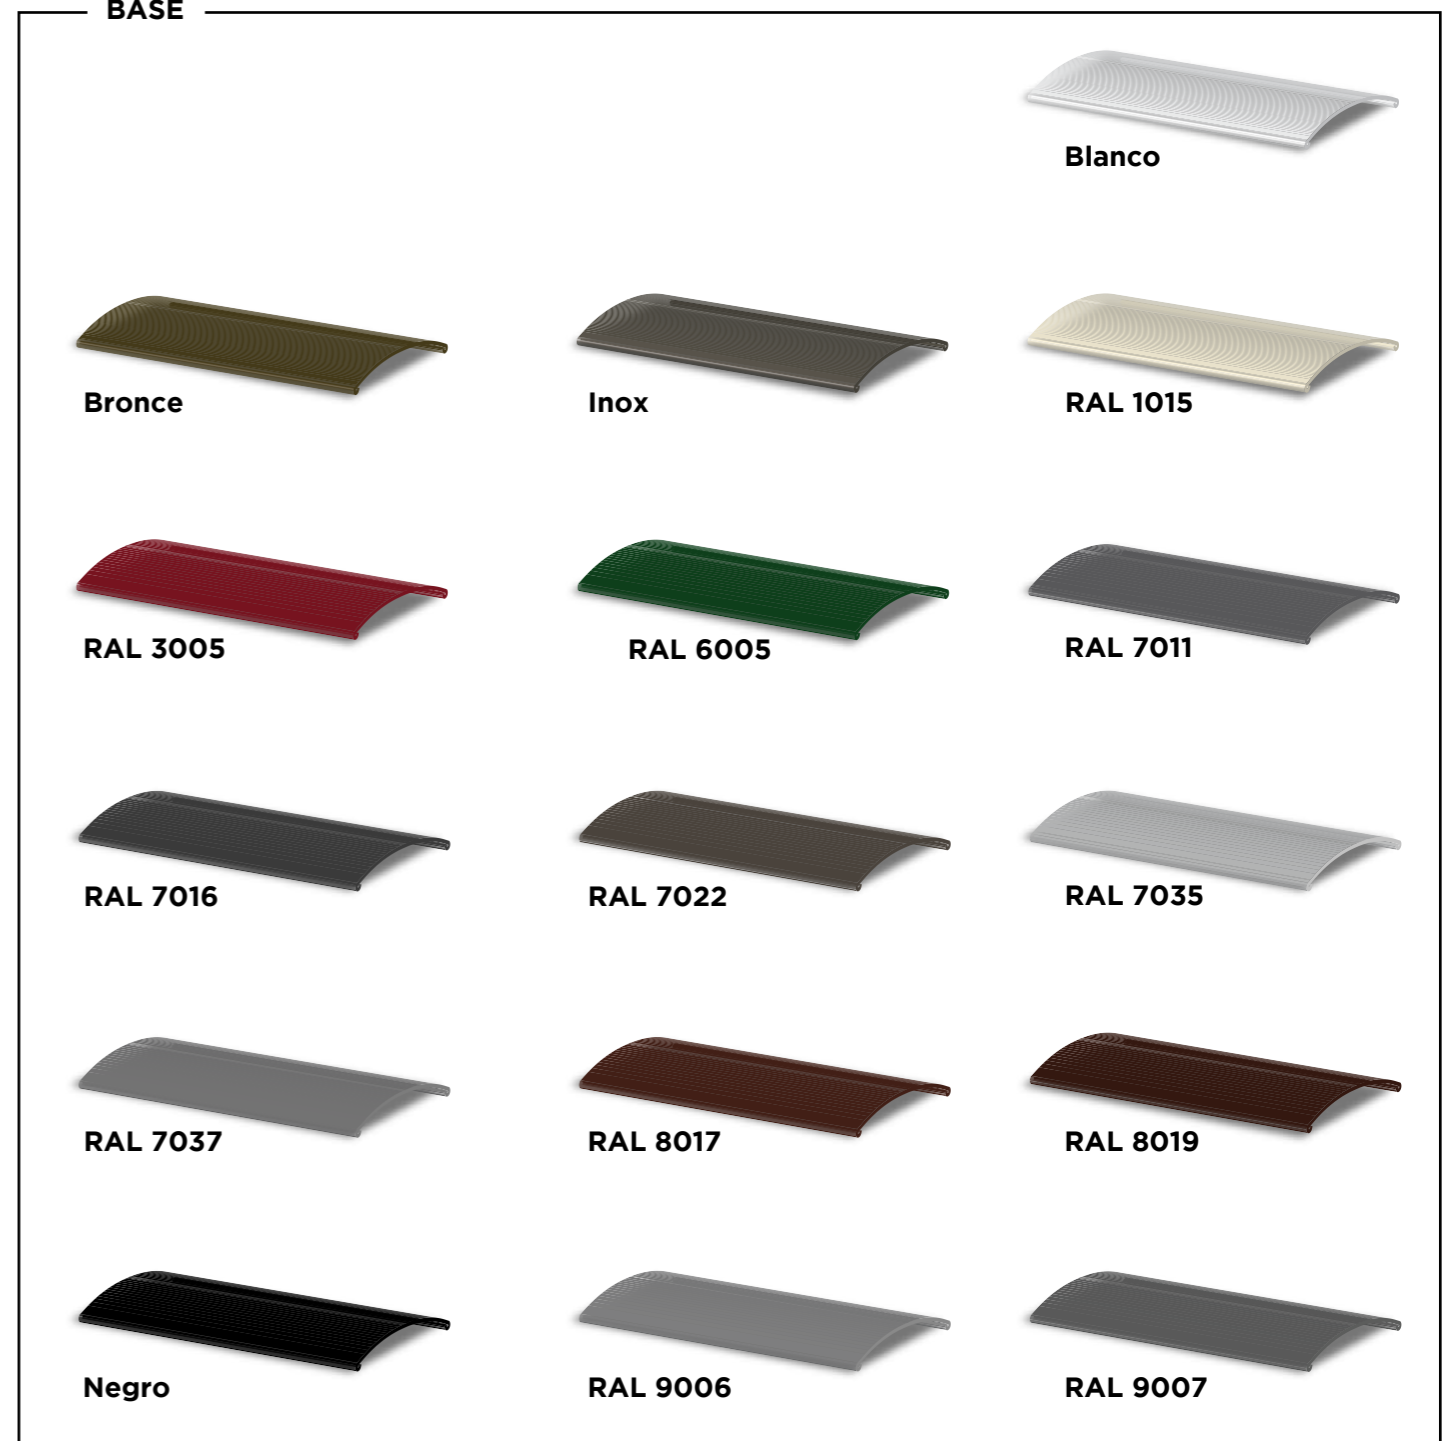 BASE
Blanco
Bronce
Inox
RAL 1015
RAL 3005
RAL 6005
RAL 7011
RAL 7016
RAL 7022
RAL 7035
RAL 7037
RAL 8017
RAL 8019
Negro
RAL 9006
RAL 9007